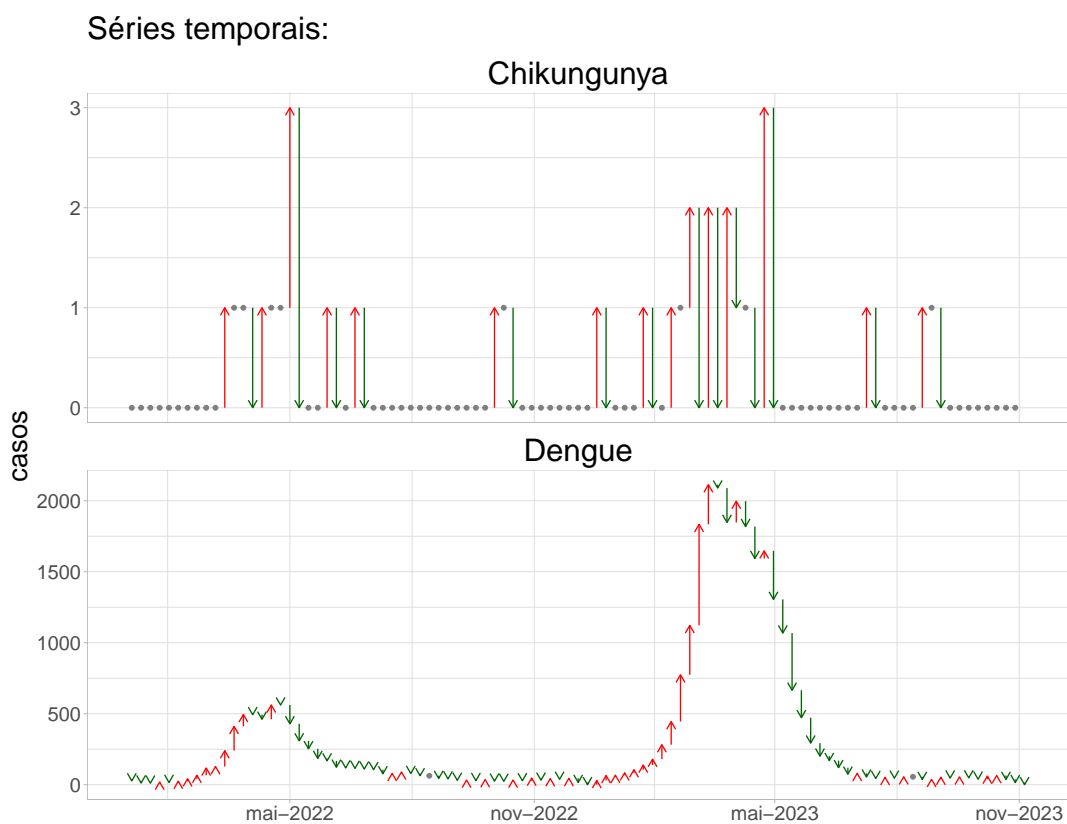 Séries temporais:
Chikungunya
3
2
1
0
casos
Dengue
2000
1500
1000
500
0
mai–2022
nov–2022
mai–2023
nov–2023